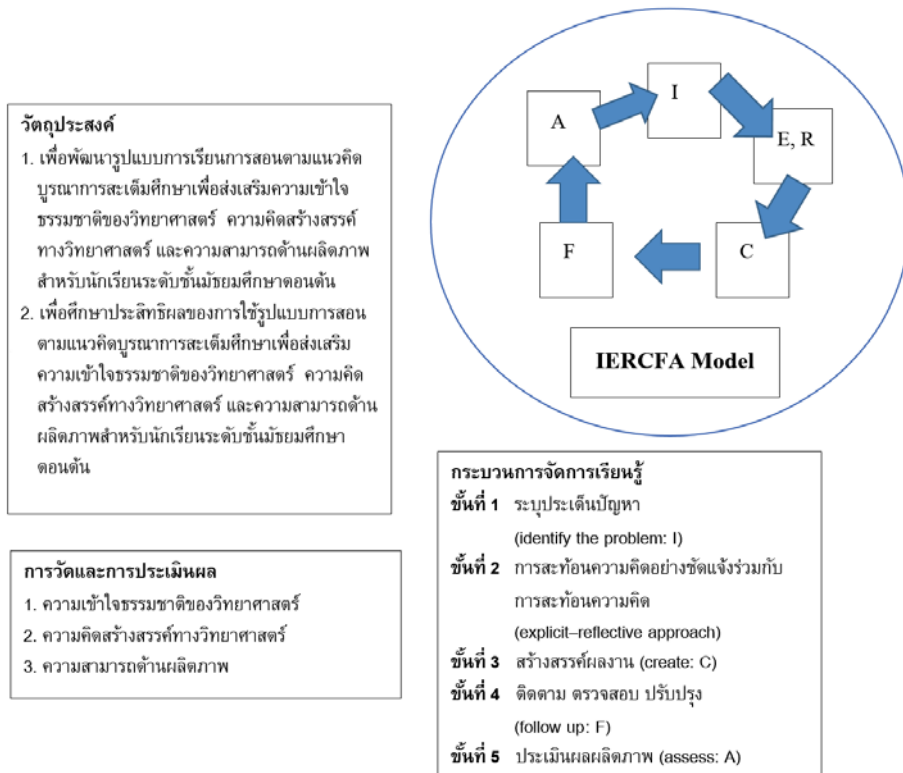 วัตถุประสงค์
1. เพื่อพัฒนารูปแบบการเรียนการสอนตามแนวคิด
บูรณาการสะเต็มศึกษาเพื่อส่งเสริมความเข้าใจ
ธรรมชาติของวิทยาศาสตร์ ความคิดสร้างสรรค์
ทางวิทยาศาสตร์ และความสามารถด้านผลิตภาพ
สำหรับนักเรียนระดับชั้นมัธยมศึกษาตอนต้น
2. เพื่อศึกษาประสิทธิผลของการใช้รูปแบบการสอน
ตามแนวคิดบูรณาการสะเต็มศึกษาเพื่อส่งเสริม
ความเข้าใจธรรมชาติของวิทยาศาสตร์ ความคิด
สร้างสรรค์ทางวิทยาศาสตร์ และความสามารถด้าน
ผลิตภาพสำหรับนักเรียนระดับชั้นมัธยมศึกษา
ตอนต้น
การวัดและการประเมินผล
1. ความเข้าใจธรรมชาติของวิทยาศาสตร์
2. ความคิดสร้างสรรค์ทางวิทยาศาสตร์
3. ความสามารถด้านผลิตภาพ
I
A
E, R
F
C
IERCFA Model
กระบวนการจัดการเรียนรู้
ขั้นที่ 1 ระบุประเด็นปัญหา
(identify the problem: I)
ขั้นที่ 2 การสะท้อนความคิดอย่างชัดแจ้งร่วมกับ
การสะท้อนความคิด
(explicit–reflective approach)
ขั้นที่ 3 สร้างสรรค์ผลงาน (create: C)
ขั้นที่ 4 ติดตาม ตรวจสอบ ปรับปรุง
(follow up: F)
ขั้นที่ 5 ประเมินผลผลิตภาพ (assess: A)